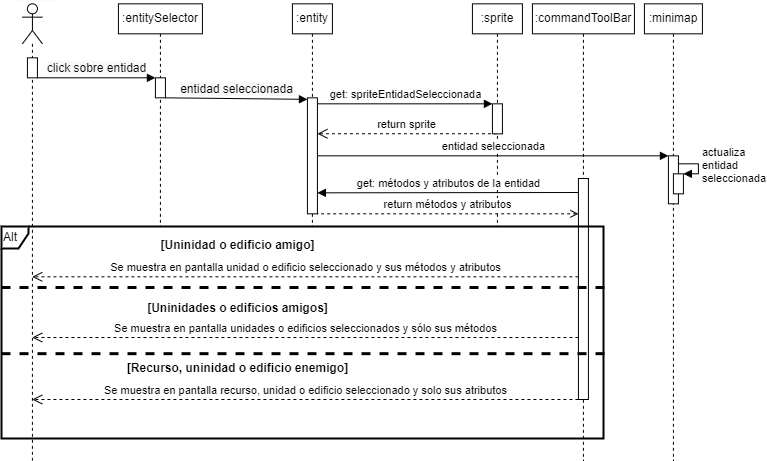 :entitySelector
:entity
:sprite
:commandToolBar
:minimap
click sobre entidad
entidad seleccionada
get: spriteEntidadSeleccionada
return sprite
entidad seleccionada
actualiza
entidad
seleccionada
get: métodos y atributos de la entidad
return métodos y atributos
Alt
[Uninidad o edificio amigo]
Se muestra en pantalla unidad o edificio seleccionado y sus métodos y atributos
[Uninidades o edificios amigos]
Se muestra en pantalla unidades o edificios seleccionados y sólo sus métodos
[Recurso, uninidad o edificio enemigo]
Se muestra en pantalla recurso, unidad o edificio seleccionado y solo sus atributos